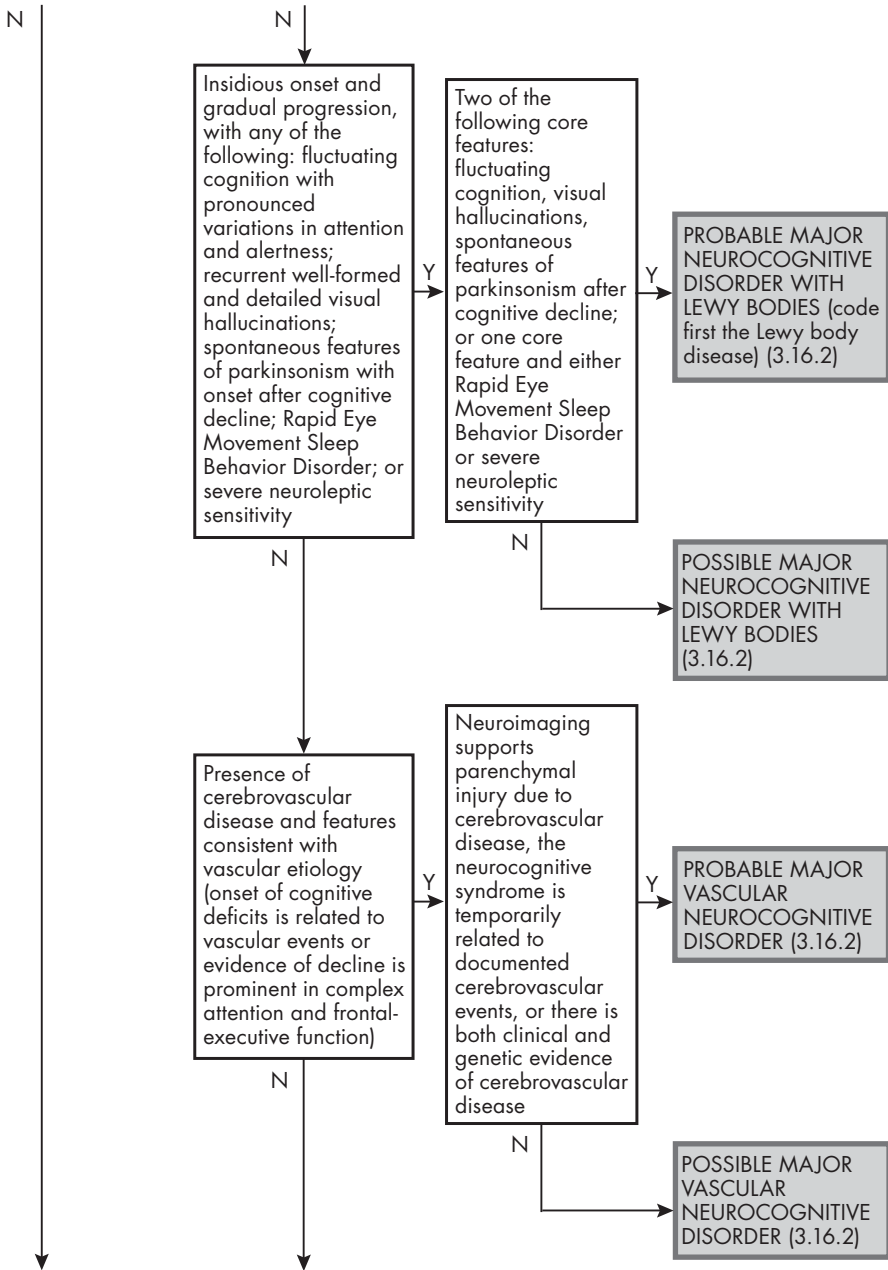 N
N
Insidious onset and
gradual progression,
with any of the
following: fluctuating
cognition with
pronounced
variations in attention
and alertness;
recurrent well-formed
and detailed visual
hallucinations;
spontaneous features
of parkinsonism with
onset after cognitive
decline; Rapid Eye
Movement Sleep
Behavior Disorder; or
severe neuroleptic
sensitivity
Y
Two of the
following core
features:
fluctuating
cognition, visual
hallucinations,
spontaneous
features of
parkinsonism after
cognitive decline;
or one core
feature and either
Rapid Eye
Movement Sleep
Behavior Disorder
or severe
neuroleptic
sensitivity
Y
PROBABLE MAJOR
NEUROCOGNITIVE
DISORDER WITH
LEWY BODIES (code
first the Lewy body
disease) (3.16.2)
N
POSSIBLE MAJOR
NEUROCOGNITIVE
DISORDER WITH
LEWY BODIES
(3.16.2)
N
Presence of
cerebrovascular
disease and features
consistent with
vascular etiology
(onset of cognitive
deficits is related to
vascular events or
evidence of decline is
prominent in complex
attention and frontal-
executive function)
Y
Neuroimaging
supports
parenchymal
injury due to
cerebrovascular
disease, the
neurocognitive
syndrome is
temporarily
related to
documented
cerebrovascular
events, or there is
both clinical and
genetic evidence
of cerebrovascular
disease
Y
PROBABLE MAJOR
VASCULAR
NEUROCOGNITIVE
DISORDER (3.16.2)
N
POSSIBLE MAJOR
VASCULAR
NEUROCOGNITIVE
DISORDER (3.16.2)
N